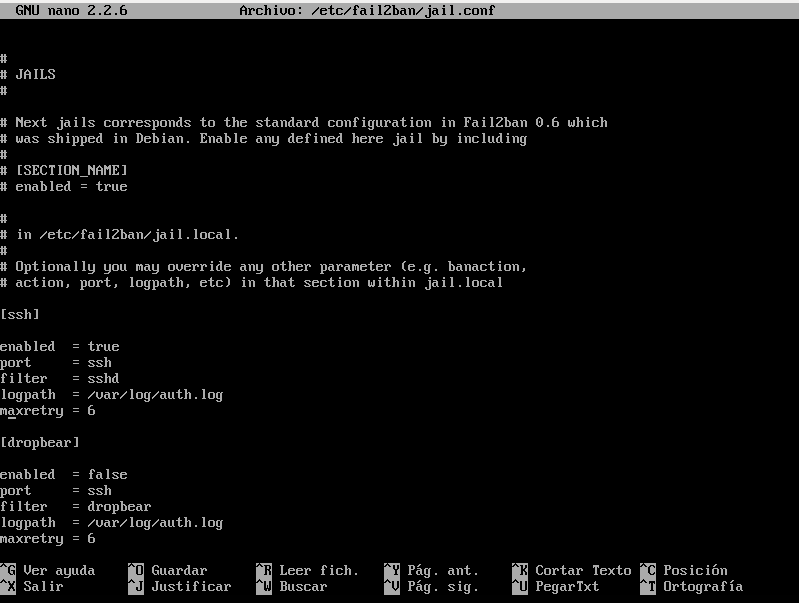 GNU nano 2.2.6 Archivo: /etc/fail2ban/jail.conf
#
# JAILS
#
# Next jails corresponds to the standard configuration in Fail2ban 0.6 which
# was shipped in Debian. Enable any defined here jail by including
#
# [SECTION_NAME]
# enabled = true
#
# in /etc/fail2ban/jail.local.
#
# Optionally you may override any other parameter (e.g. banaction,
# action, port, logpath, etc) in that section within jail.local
[ssh]
enabled = true
port = ssh
filter = sshd
logpath = /var/log/auth.log
maxretry = 6
[dropbear]
enabled = false
port = ssh
filter = dropbear
logpath = /var/log/auth.log
maxretry = 6
^G Ver ayuda ^O Guardar ^R Leer fich. ^Y Pág. ant. ^K Cortar Texto ^C Posición
^X Salir ^J Justificar ^W Buscar ^V Pág. sig. ^U PegarTxt ^T Ortografía